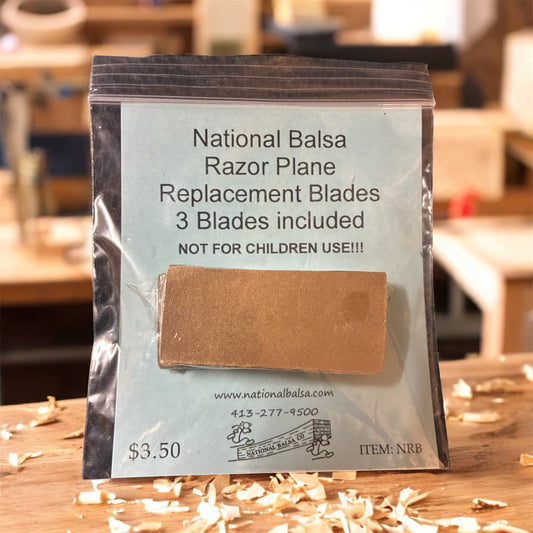 National Balsa
Razor Plane
Replacement Blades
3 Blades included
NOT FOR CHILDREN USE!!!
www.nationalbalsa.com
413-277-9500
NATIONAL BALSA CO
$3.50
ITEM: NRB